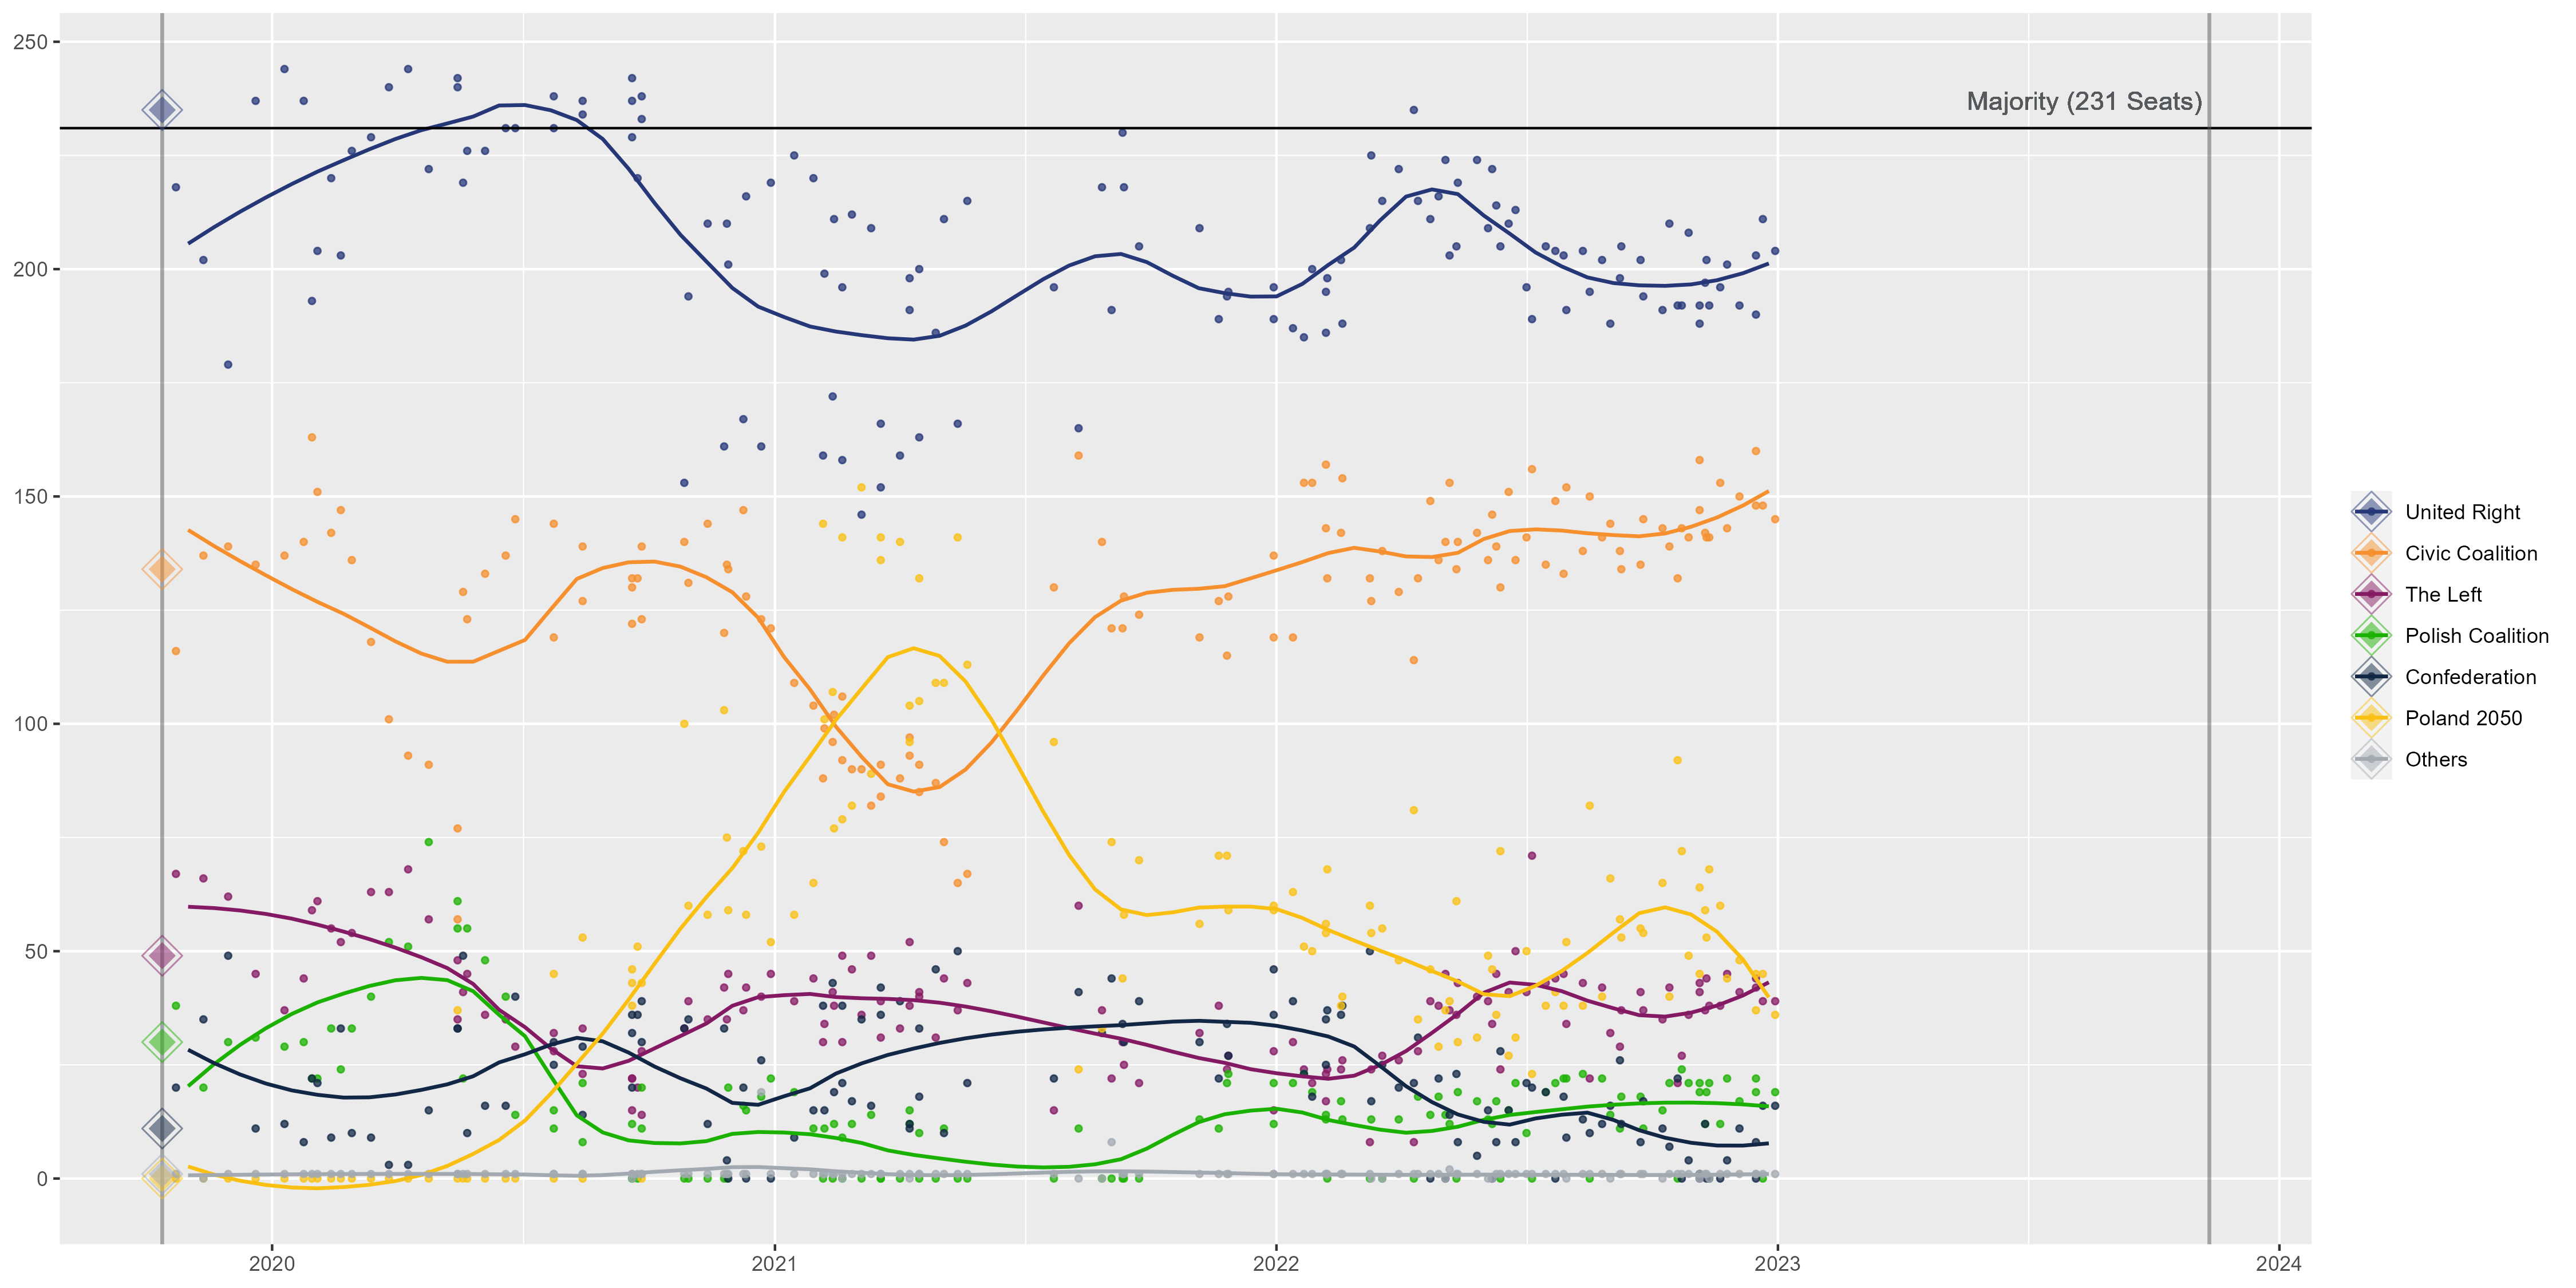 250
Majority (231 Seats)
200
150
100
50
0
2020
2021
2022
2023
2024
United Right
Civic Coalition
The Left
Polish Coalition
Confederation
Poland 2050
Others